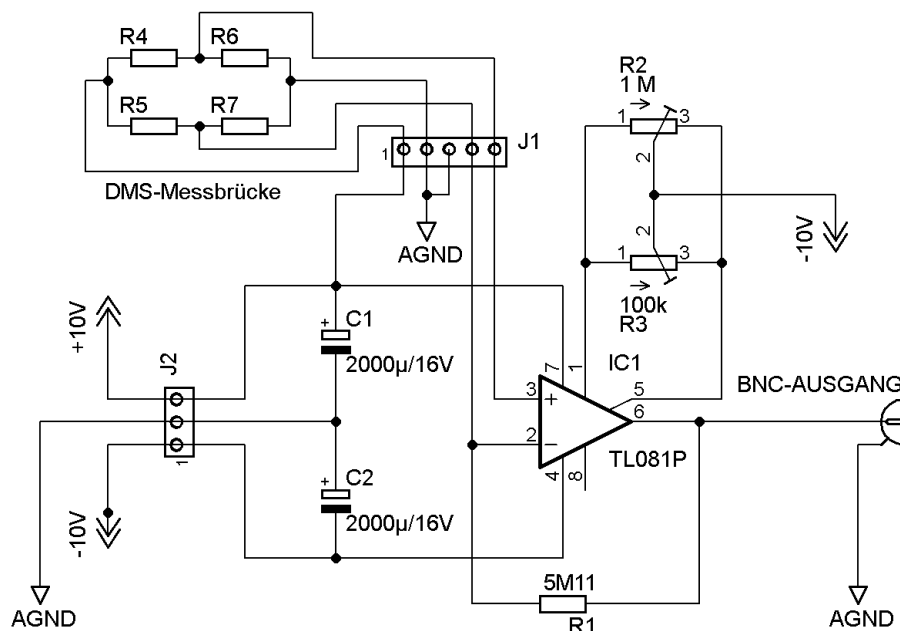 R4
R6
R5
R7
DMS-Messbrücke
1
J1
AGND
R2
1 M
1
3
2
-10V
2
1
3
100k
R3
+10V
J2
1
-10V
AGND
+
C1
2000µ/16V
+
C2
2000µ/16V
IC1
7
1
3
+
5
6
2
−
4
8
TL081P
BNC-AUSGANG
AGND
5M11
R1